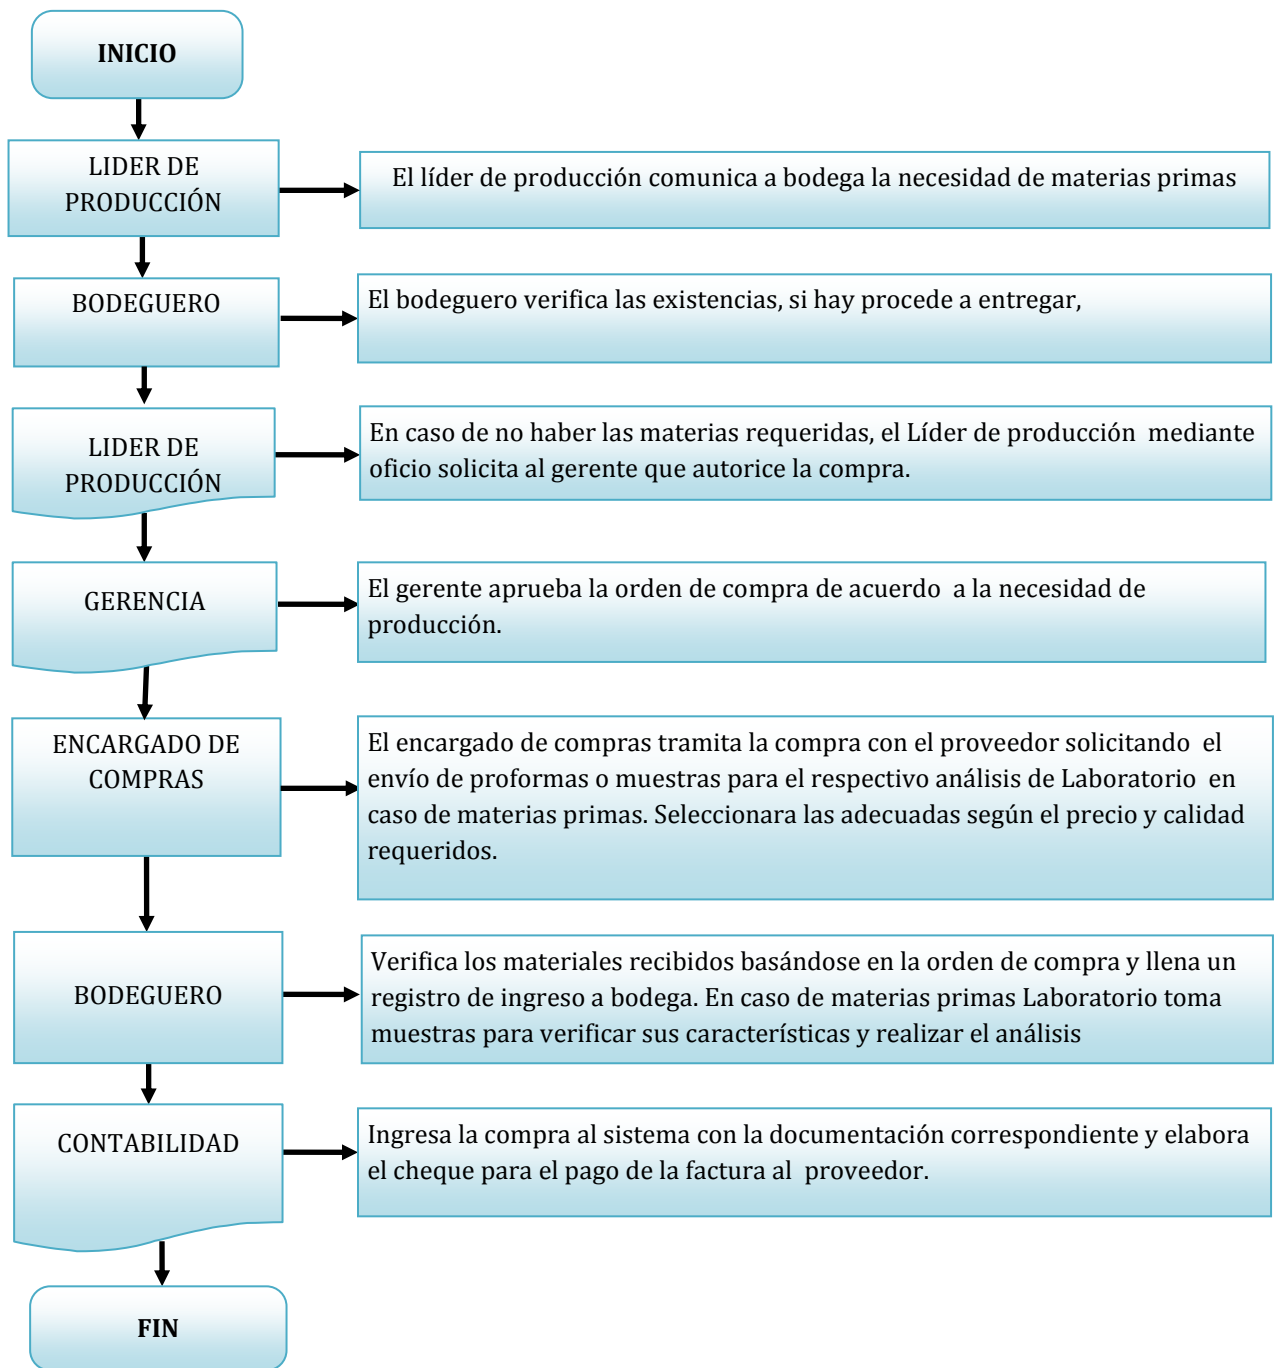 INICIO
LIDER DE
PRODUCCIÓN
El líder de producción comunica a bodega la necesidad de materias primas
BODEGUERO
El bodeguero verifica las existencias, si hay procede a entregar,
LIDER DE
PRODUCCIÓN
En caso de no haber las materias requeridas, el Líder de producción mediante
oficio solicita al gerente que autorice la compra.
GERENCIA
El gerente aprueba la orden de compra de acuerdo a la necesidad de
producción.
ENCARGADO DE
COMPRAS
El encargado de compras tramita la compra con el proveedor solicitando el
envío de proformas o muestras para el respectivo análisis de Laboratorio en
caso de materias primas. Seleccionara las adecuadas según el precio y calidad
requeridos.
BODEGUERO
Verifica los materiales recibidos basándose en la orden de compra y llena un
registro de ingreso a bodega. En caso de materias primas Laboratorio toma
muestras para verificar sus características y realizar el análisis
CONTABILIDAD
Ingresa la compra al sistema con la documentación correspondiente y elabora
el cheque para el pago de la factura al proveedor.
FIN